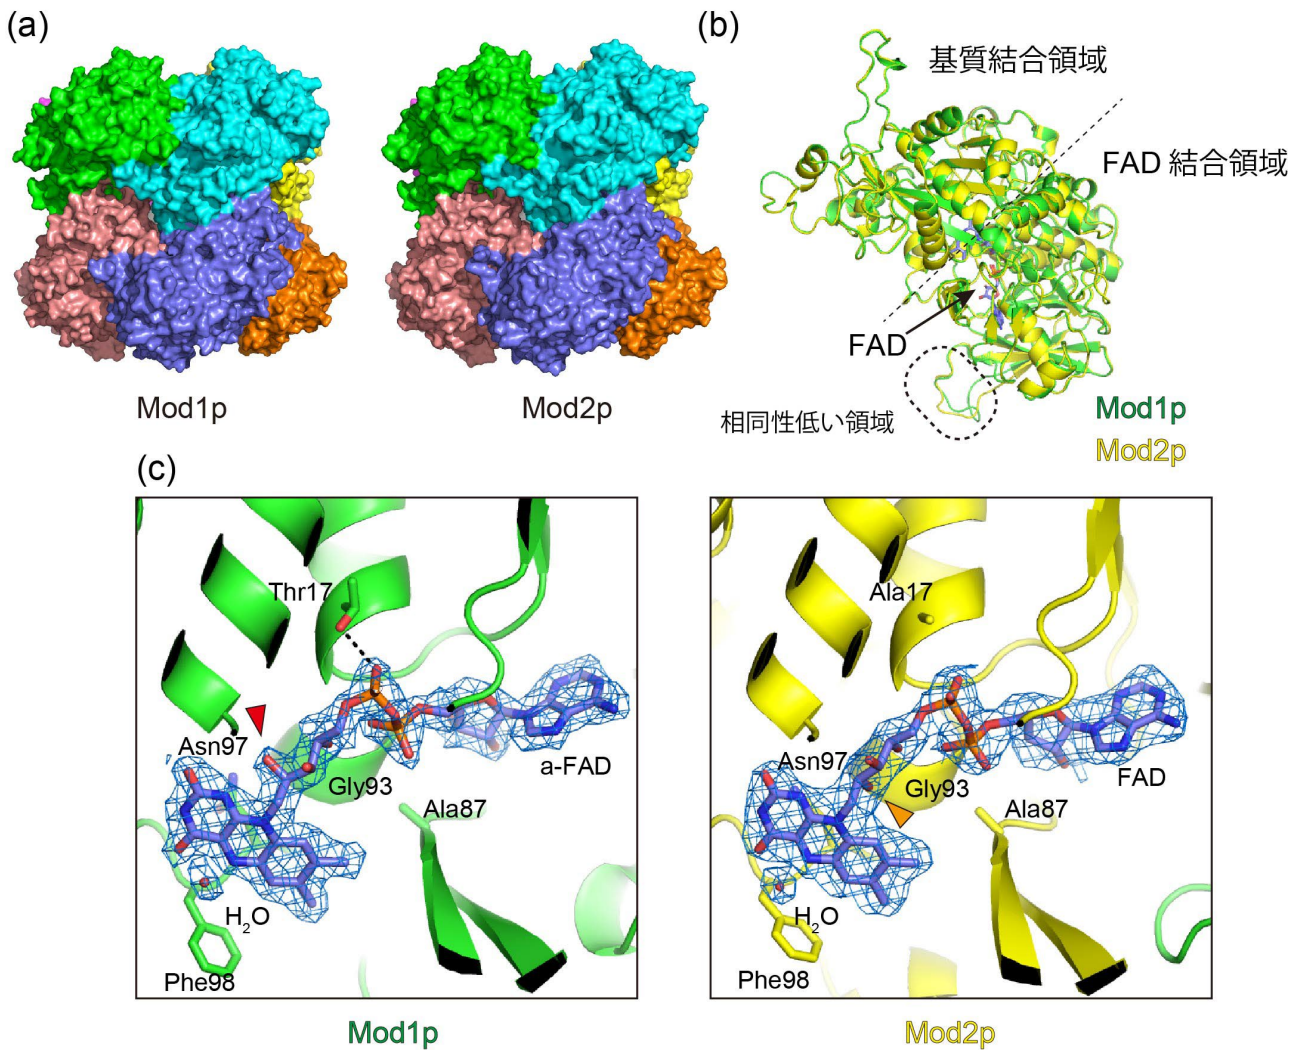 (a)
Mod1p
Mod2p
(b)
基質結合領域
FAD 結合領域
FAD
相同性低い領域
Mod1p
Mod2p
(c)
Thr17
Asn97
Gly93
a-FAD
Ala87
H₂O
Phe98
Mod1p
Ala17
Asn97
Gly93
FAD
Ala87
H₂O
Phe98
Mod2p